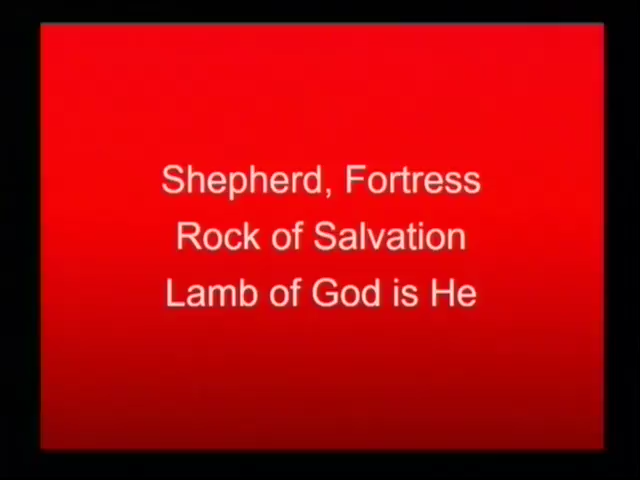 Shepherd, Fortress
Rock of Salvation
Lamb of God is He